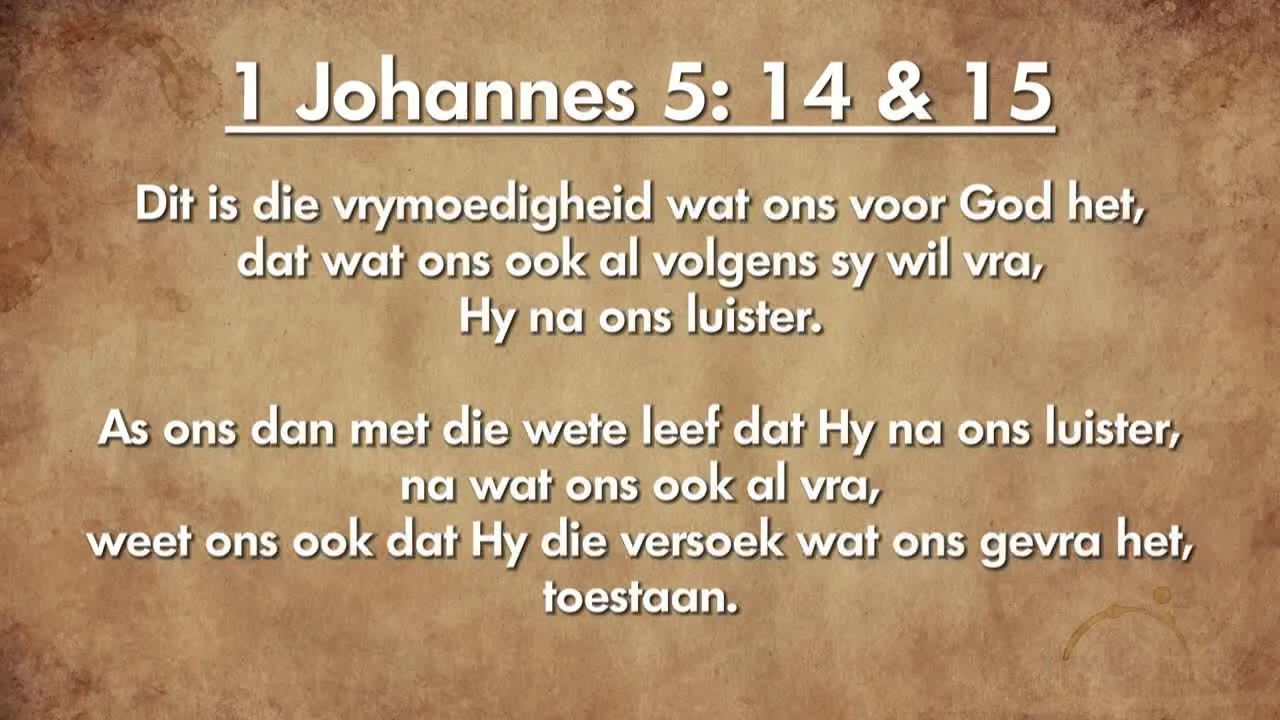 1 Johannes 5: 14 & 15
Dit is die vrymoedigheid wat ons voor God het,
dat wat ons ook al volgens sy wil vra,
Hy na ons luister.
As ons dan met die wete leef dat Hy na ons luister,
na wat ons ook al vra,
weet ons ook dat Hy die versoek wat ons gevra het,
toestaan.